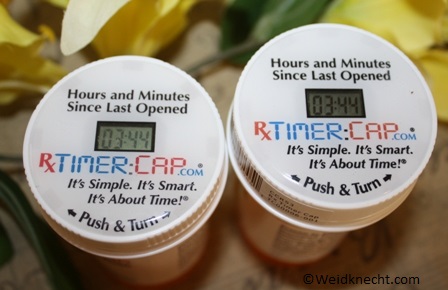 Hours and Minutes
Since Last Opened
03:44
RxTIMER:CAP.COM®
It's Simple. It's Smart.
It's About Time!®
Push & Turn
Hours and Minutes
Since Last Opened
03:44
RxTIMER:CAP.COM®
It's Simple. It's Smart.
It's About Time!®
Push & Turn
©Weidknecht.com